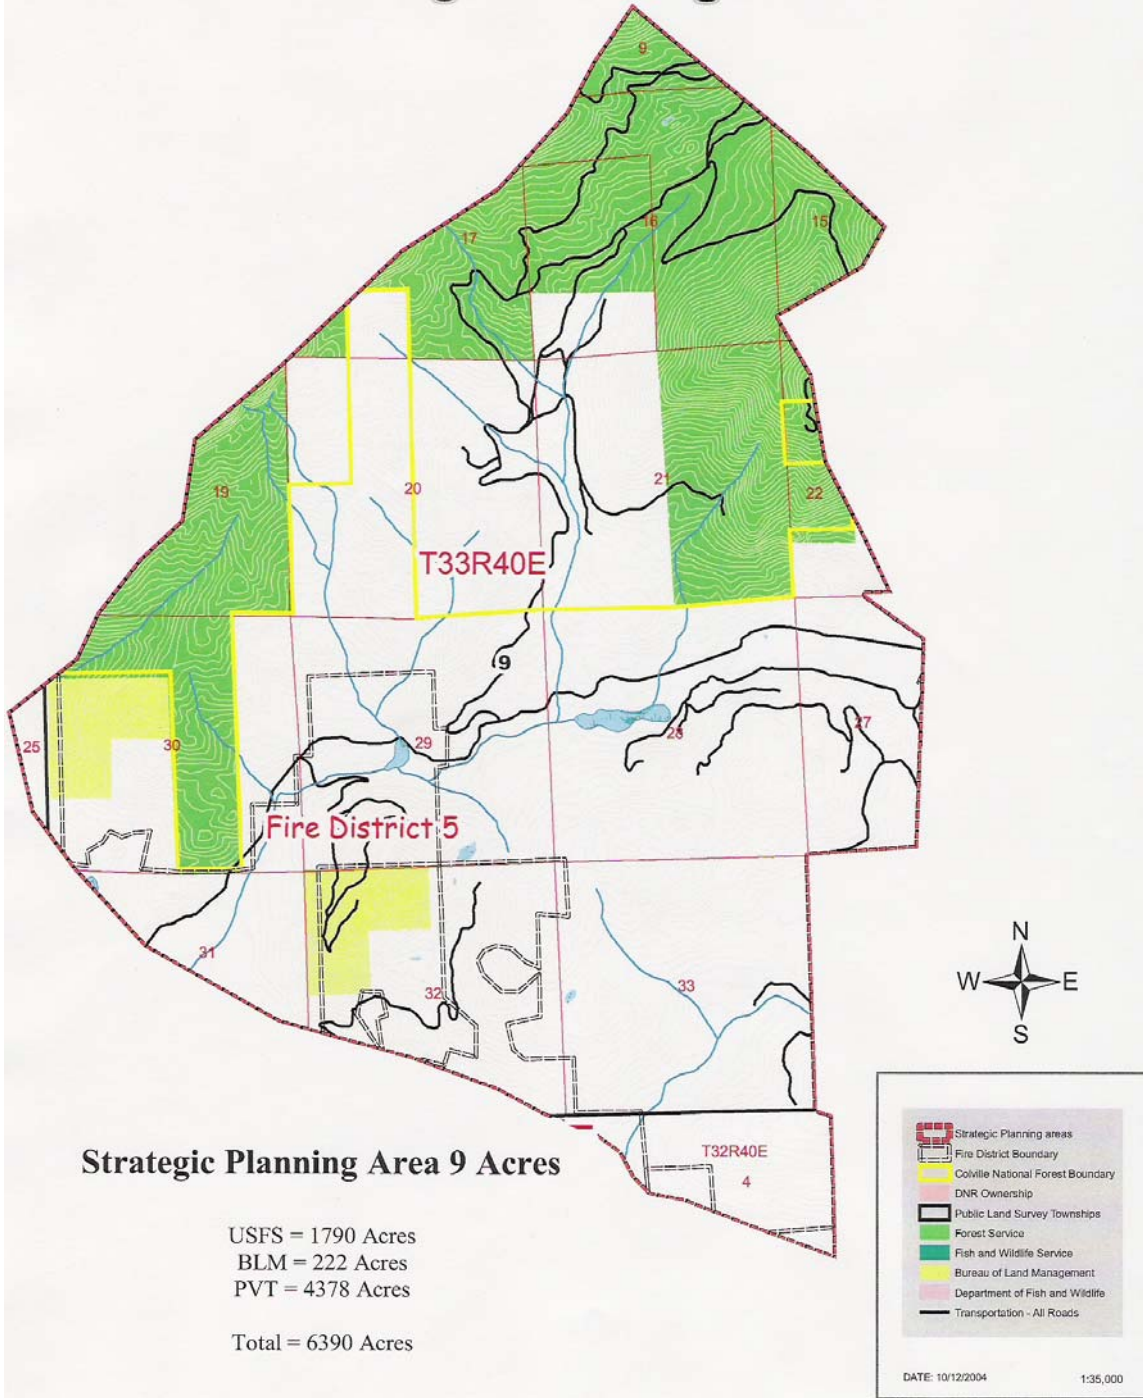 9
17
16
15
19
20
21
22
T33R40E
9
25
30
29
28
27
Fire District 5
31
32
33
N
W E
S
T32R40E
4
Strategic Planning Area 9 Acres
USFS = 1790 Acres
BLM = 222 Acres
PVT = 4378 Acres
Total = 6390 Acres
Strategic Planning areas
Fire District Boundary
Colville National Forest Boundary
DNR Ownership
Public Land Survey Townships
Forest Service
Fish and Wildlife Service
Bureau of Land Management
Department of Fish and Wildlife
Transportation - All Roads
DATE: 10/12/2004 1:35,000